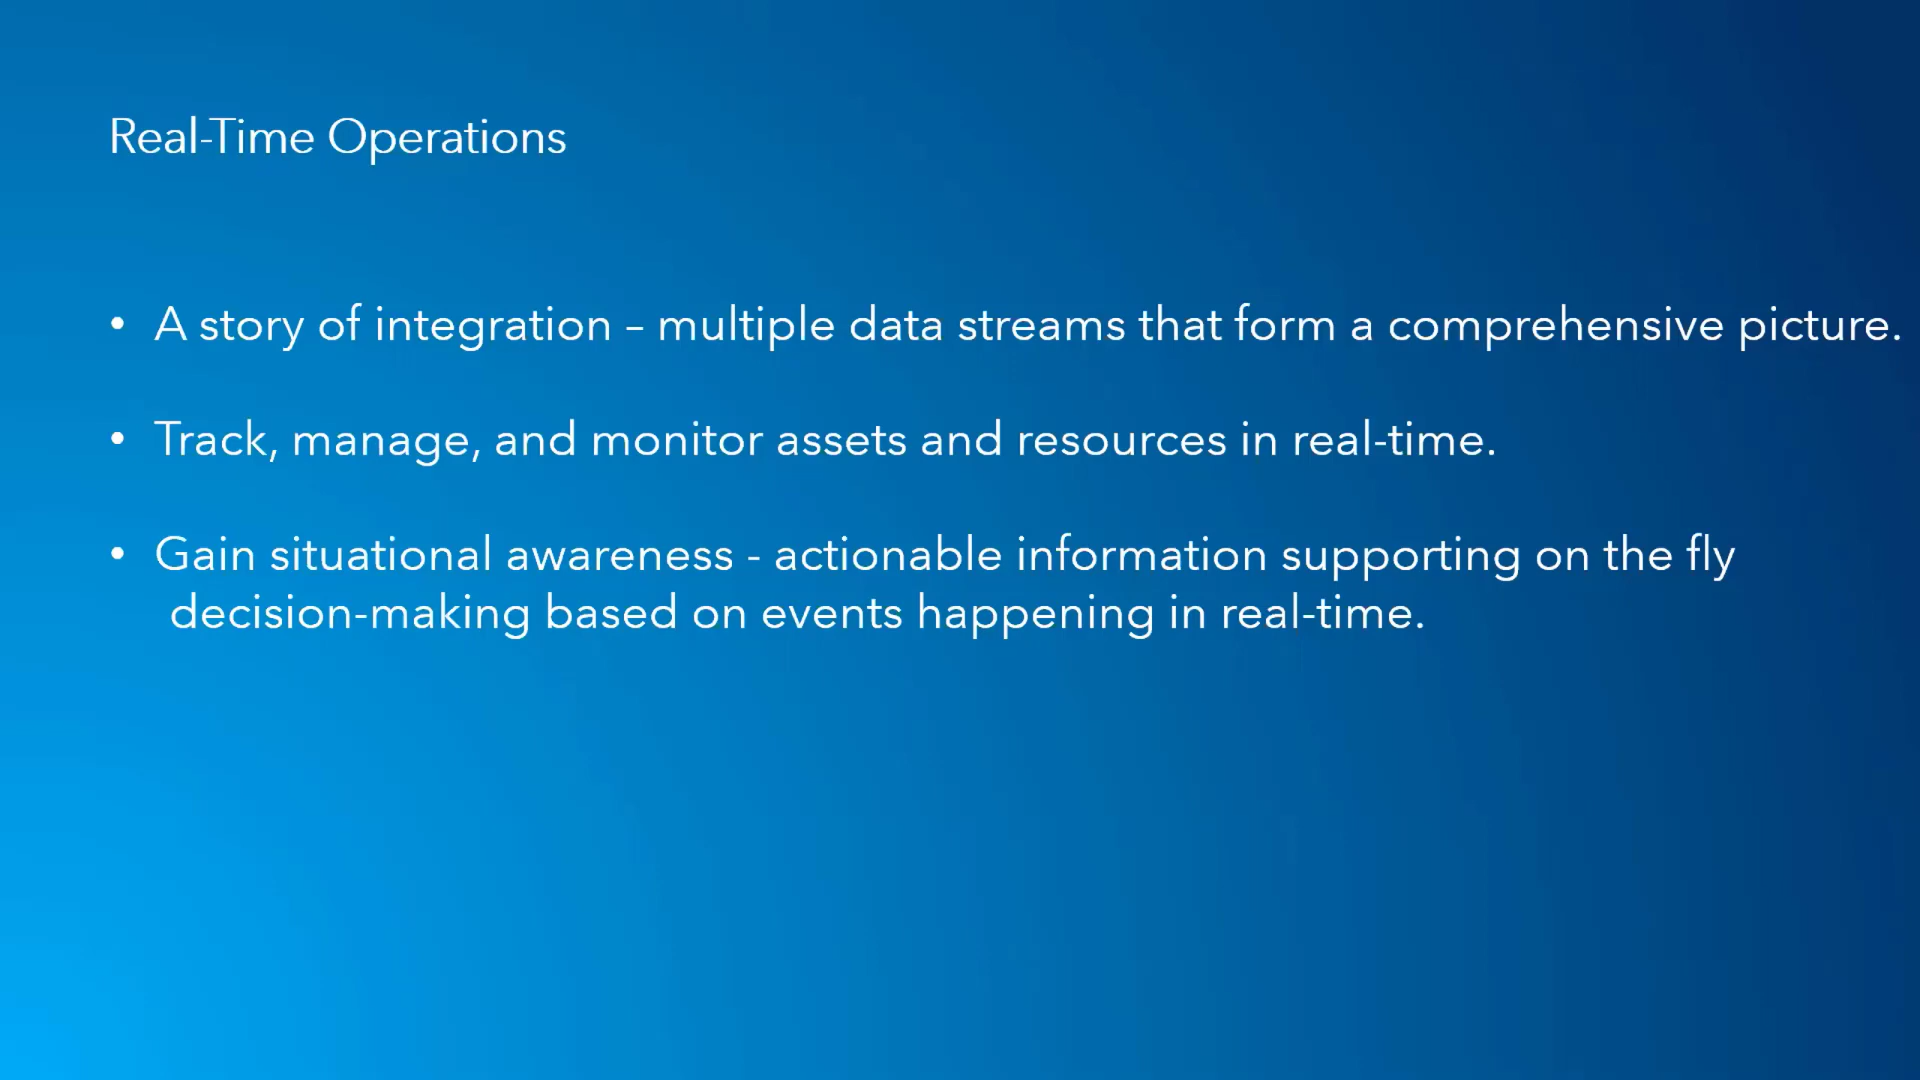 Real-Time Operations
• A story of integration – multiple data streams that form a comprehensive picture.
• Track, manage, and monitor assets and resources in real-time.
• Gain situational awareness - actionable information supporting on the fly
decision-making based on events happening in real-time.